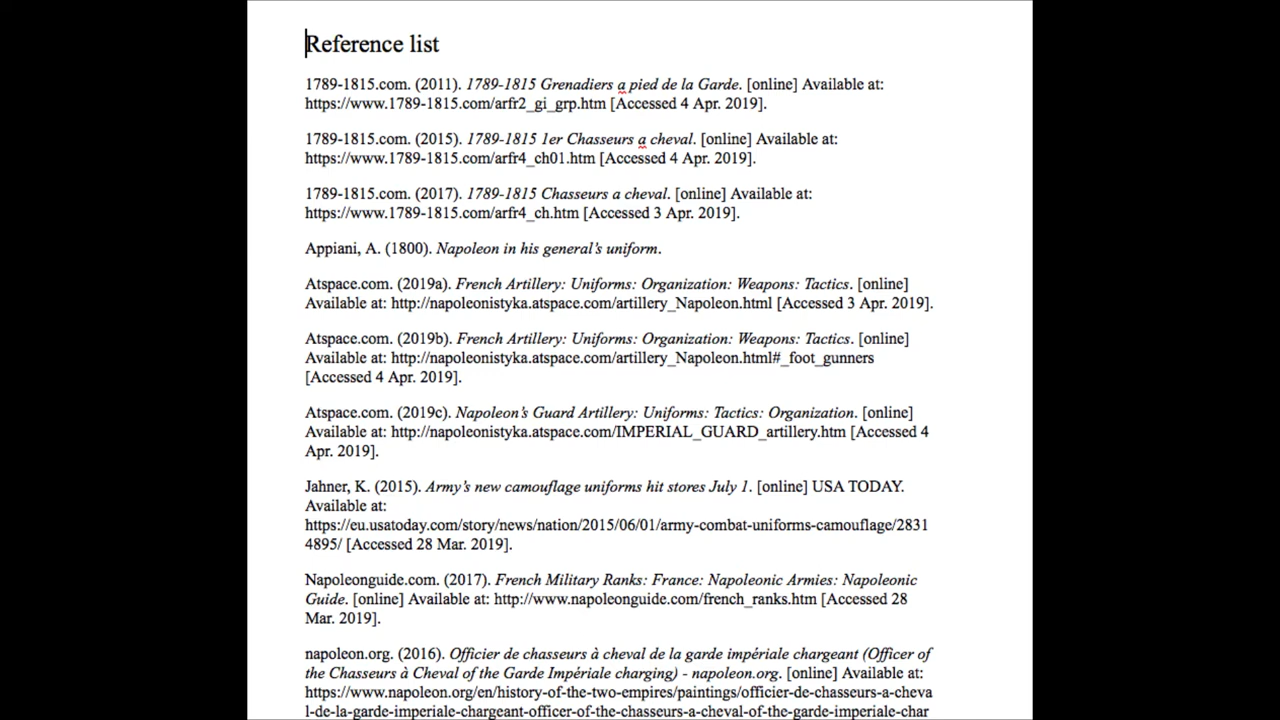 Reference list
1789-1815.com. (2011). 1789-1815 Grenadiers a pied de la Garde. [online] Available at:
https://www.1789-1815.com/arfr2_gi_grp.htm [Accessed 4 Apr. 2019].
1789-1815.com. (2015). 1789-1815 1er Chasseurs a cheval. [online] Available at:
https://www.1789-1815.com/arfr4_ch01.htm [Accessed 4 Apr. 2019].
1789-1815.com. (2017). 1789-1815 Chasseurs a cheval. [online] Available at:
https://www.1789-1815.com/arfr4_ch.htm [Accessed 3 Apr. 2019].
Appiani, A. (1800). Napoleon in his general’s uniform.
Atspace.com. (2019a). French Artillery: Uniforms: Organization: Weapons: Tactics. [online]
Available at: http://napoleonistyka.atspace.com/artillery_Napoleon.html [Accessed 3 Apr. 2019].
Atspace.com. (2019b). French Artillery: Uniforms: Organization: Weapons: Tactics. [online]
Available at: http://napoleonistyka.atspace.com/artillery_Napoleon.html#_foot_gunners
[Accessed 4 Apr. 2019].
Atspace.com. (2019c). Napoleon’s Guard Artillery: Uniforms: Tactics: Organization. [online]
Available at: http://napoleonistyka.atspace.com/IMPERIAL_GUARD_artillery.htm [Accessed 4
Apr. 2019].
Jahner, K. (2015). Army’s new camouflage uniforms hit stores July 1. [online] USA TODAY.
Available at:
https://eu.usatoday.com/story/news/nation/2015/06/01/army-combat-uniforms-camouflage/2831
4895/ [Accessed 28 Mar. 2019].
Napoleonguide.com. (2017). French Military Ranks: France: Napoleonic Armies: Napoleonic
Guide. [online] Available at: http://www.napoleonguide.com/french_ranks.htm [Accessed 28
Mar. 2019].
napoleon.org. (2016). Officier de chasseurs à cheval de la garde impériale chargeant (Officer of
the Chasseurs à Cheval of the Garde Impériale charging) - napoleon.org. [online] Available at:
https://www.napoleon.org/en/history-of-the-two-empires/paintings/officier-de-chasseurs-a-cheva
l-de-la-garde-imperiale-chargeant-officer-of-the-chasseurs-a-cheval-of-the-garde-imperiale-char